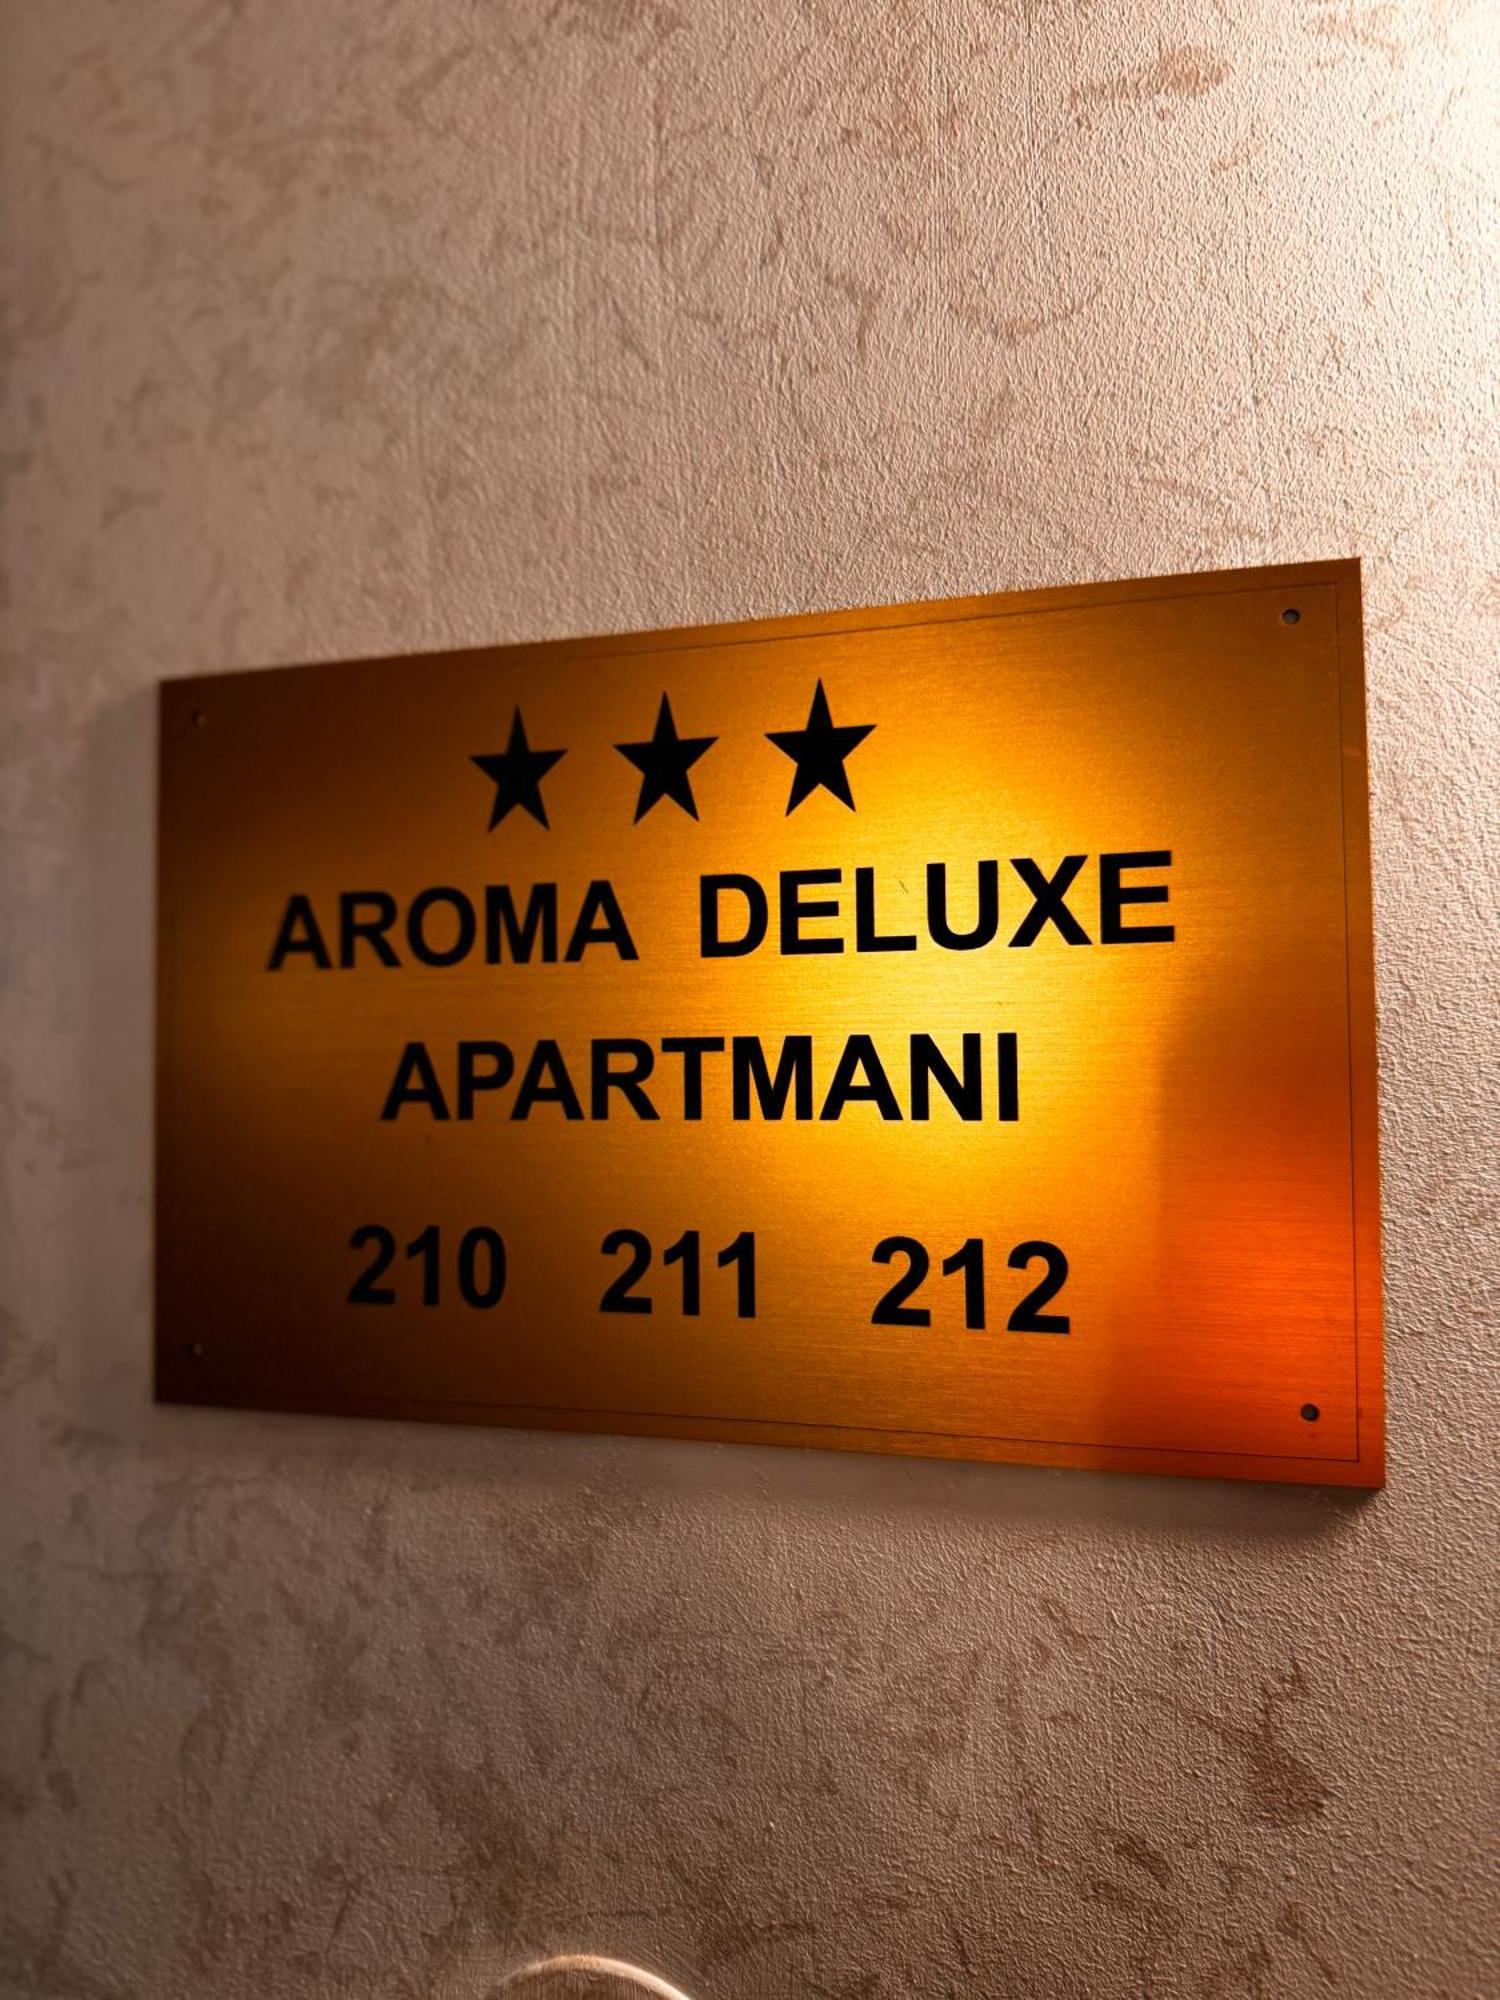 ★ ★ ★
AROMA DELUXE
APARTMANI
210 211 212